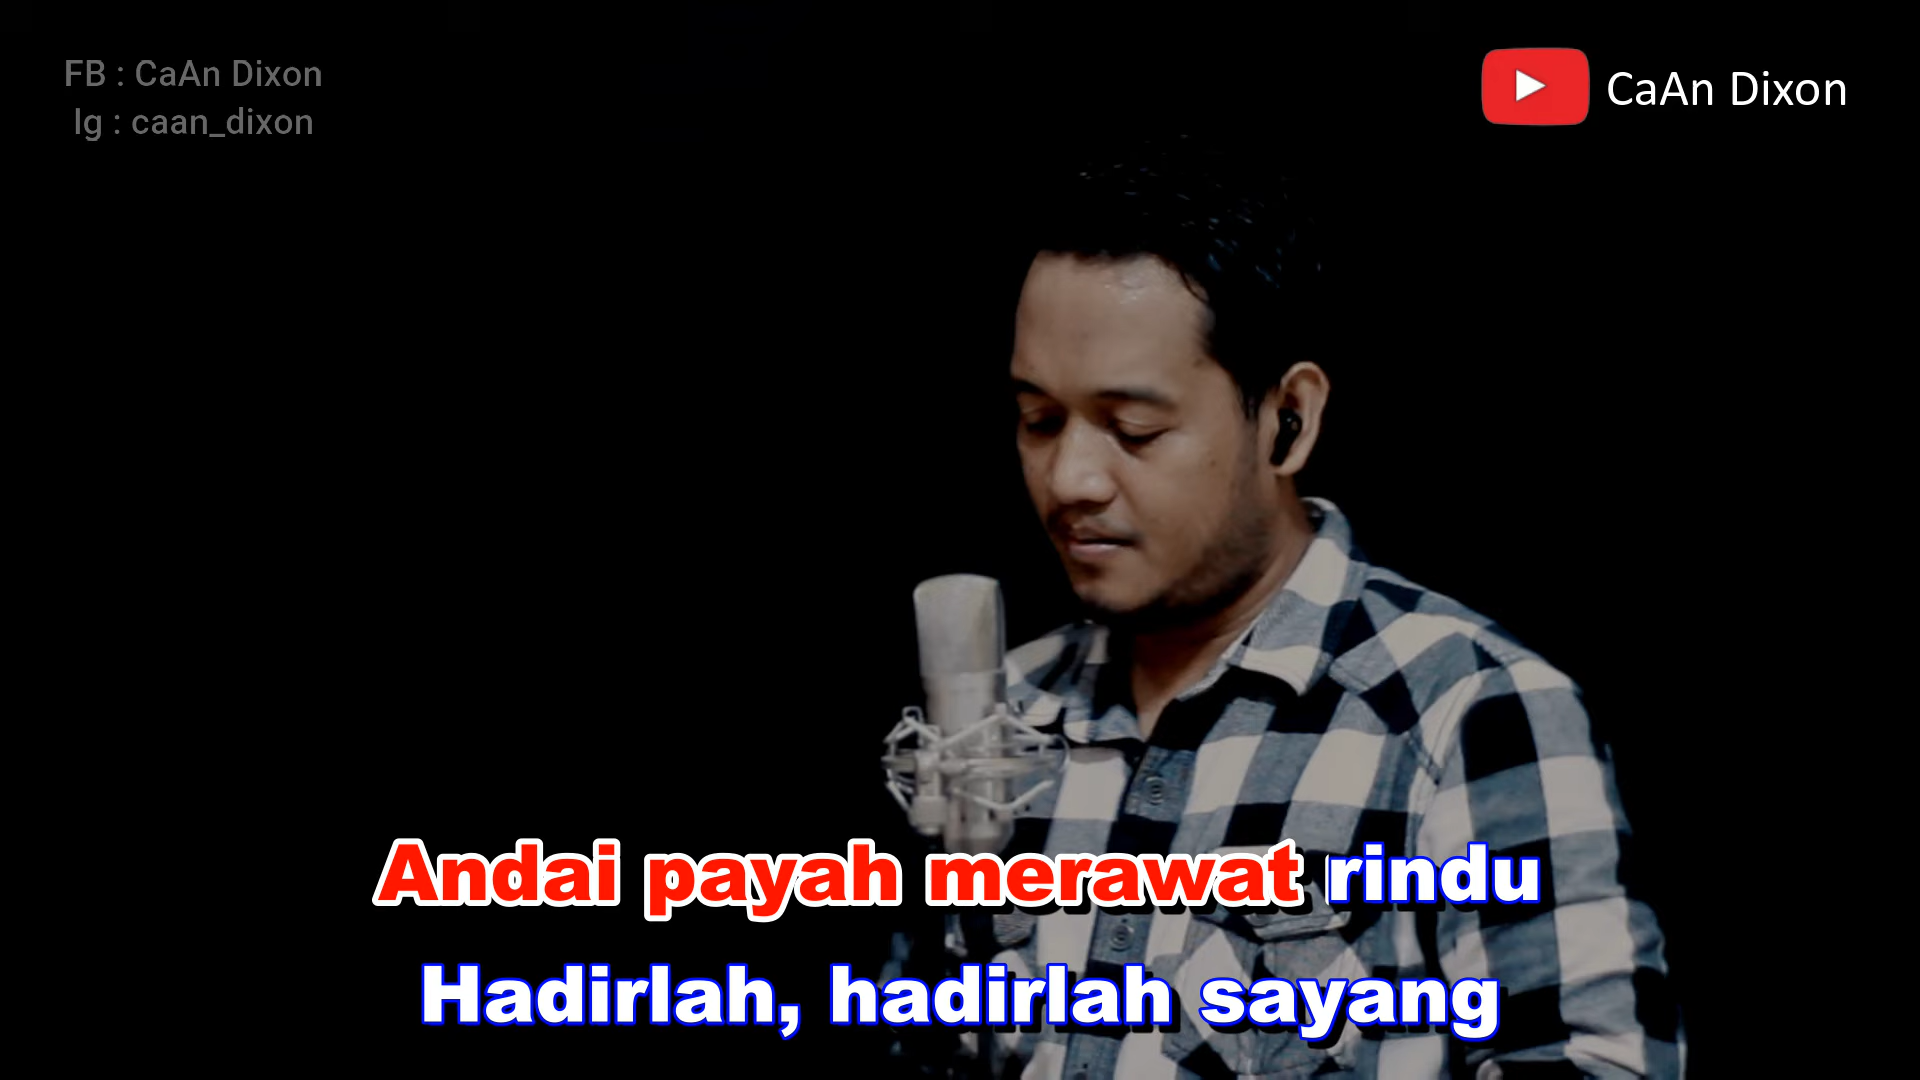 FB : CaAn Dixon
Ig : caan_dixon
CaAn Dixon
Andai payah merawat rindu
Hadirlah, hadirlah sayang